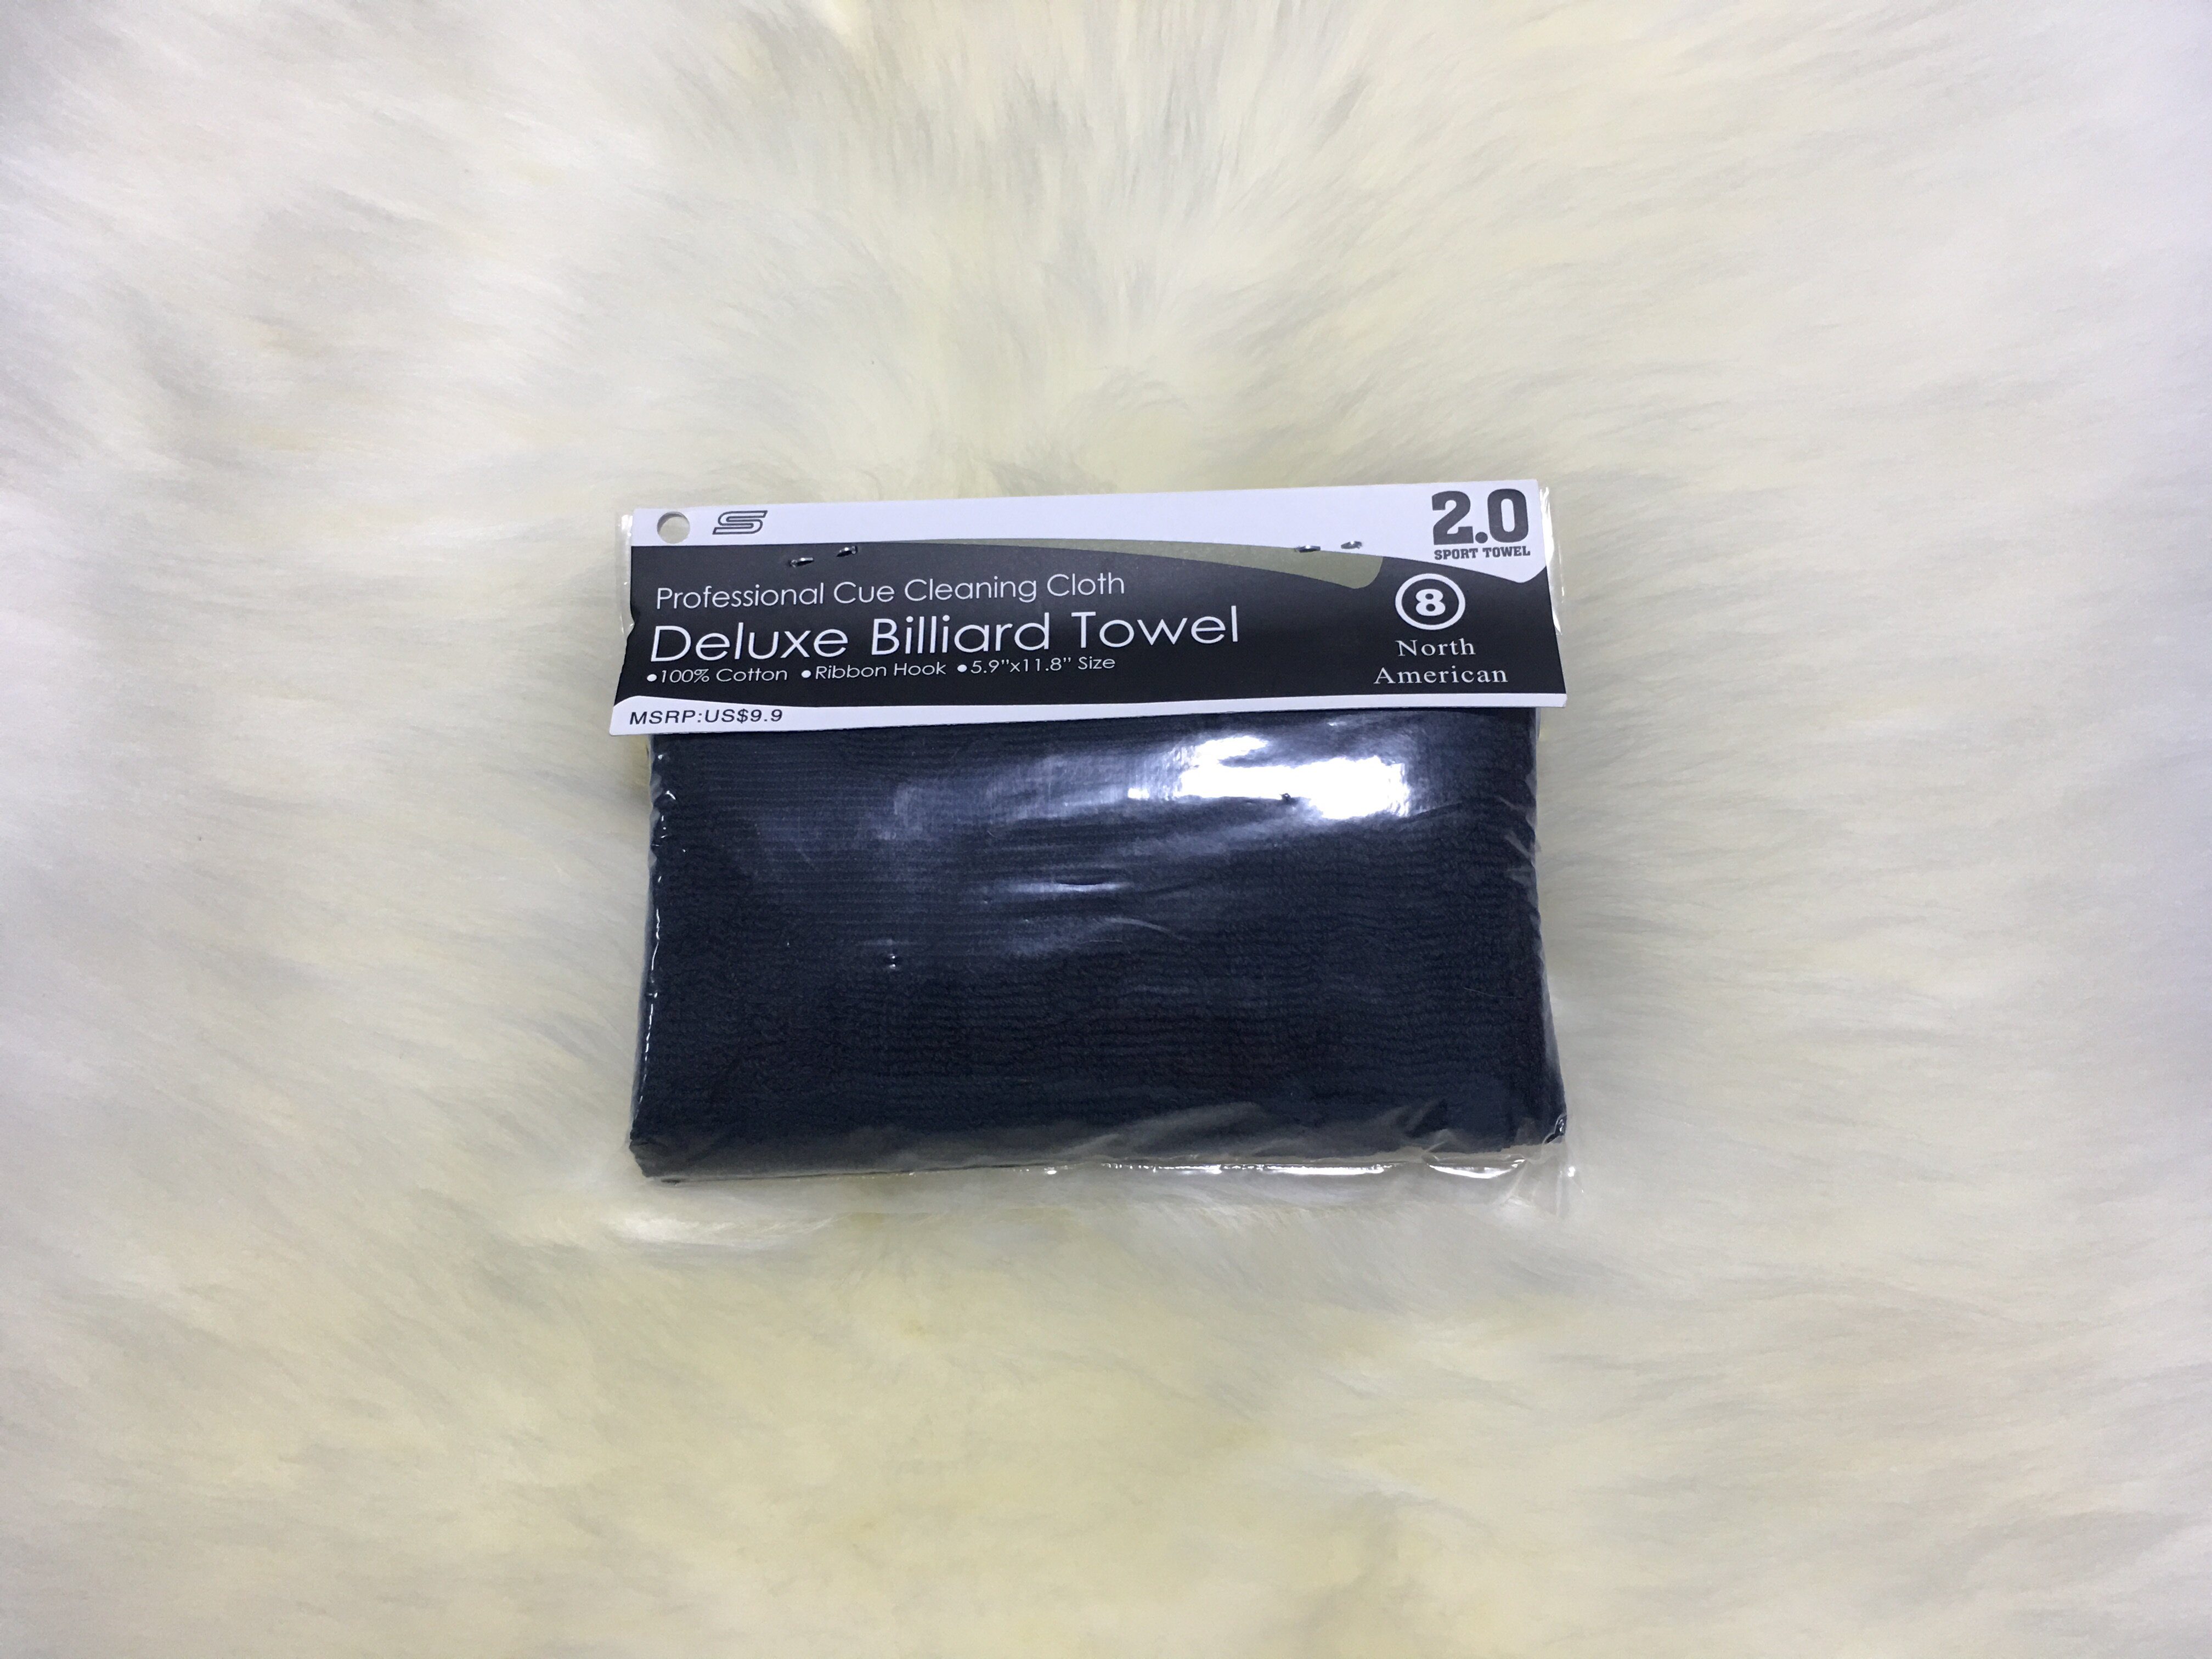 S
2.0
SPORT TOWEL
Professional Cue Cleaning Cloth
Deluxe Billiard Towel
●100% Cotton ●Ribbon Hook ●5.9"x11.8" Size
8
North
American
MSRP:US$9.9